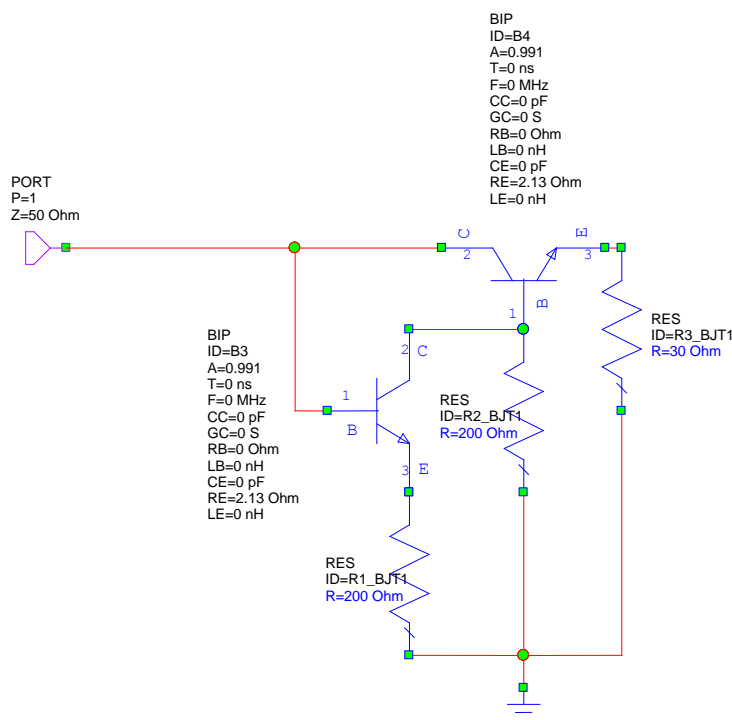 BIP
ID=B4
A=0.991
T=0 ns
F=0 MHz
CC=0 pF
GC=0 S
RB=0 Ohm
LB=0 nH
CE=0 pF
RE=2.13 Ohm
LE=0 nH
PORT
P=1
Z=50 Ohm
C
2
E
3
B
1
RES
ID=R3_BJT1
R=30 Ohm
BIP
ID=B3
A=0.991
T=0 ns
F=0 MHz
CC=0 pF
GC=0 S
RB=0 Ohm
LB=0 nH
CE=0 pF
RE=2.13 Ohm
LE=0 nH
2
C
1
B
3
E
RES
ID=R2_BJT1
R=200 Ohm
RES
ID=R1_BJT1
R=200 Ohm